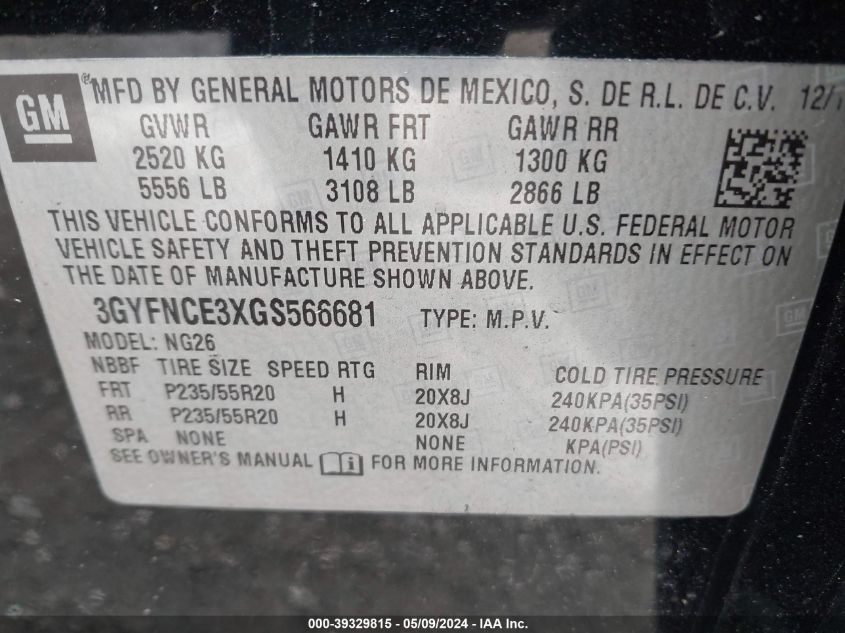 GM
® MFD BY GENERAL MOTORS DE MEXICO, S. DE R.L. DE C.V. 12/
GVWR GAWR FRT GAWR RR
2520 KG 1410 KG 1300 KG
5556 LB 3108 LB 2866 LB
THIS VEHICLE CONFORMS TO ALL APPLICABLE U.S. FEDERAL MOTOR
VEHICLE SAFETY AND THEFT PREVENTION STANDARDS IN EFFECT ON
THE DATE OF MANUFACTURE SHOWN ABOVE.
3GYFNCE3XGS566681 TYPE: M.P.V.
MODEL: NG26
NBBF TIRE SIZE SPEED RTG RIM COLD TIRE PRESSURE
FRT P235/55R20 H 20X8J 240KPA(35PSI)
RR P235/55R20 H 20X8J 240KPA(35PSI)
SPA NONE NONE KPA(PSI)
SEE OWNER'S MANUAL i FOR MORE INFORMATION.
000-39329815 - 05/09/2024 - IAA Inc.